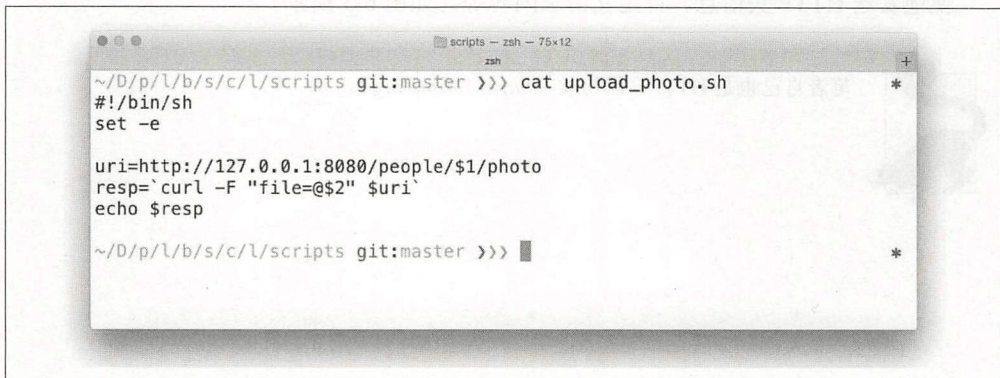 scripts — zsh — 75×12
zsh
+
~/D/p/l/b/s/c/l/scripts git:master ❯❯❯ cat upload_photo.sh *
#!/bin/sh
set -e
uri=http://127.0.0.1:8080/people/$1/photo
resp=`curl -F "file=@$2" $uri`
echo $resp
~/D/p/l/b/s/c/l/scripts git:master ❯❯❯ *